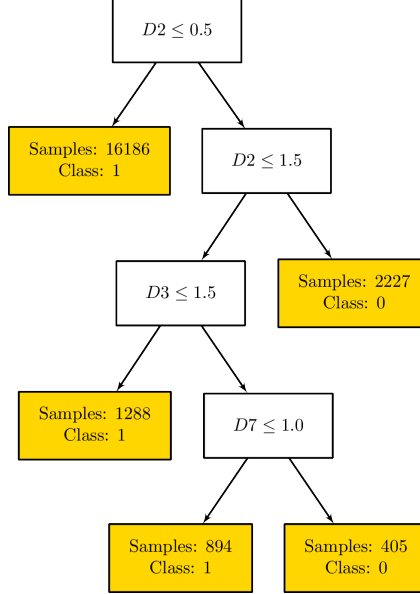 D2 ≤ 0.5
Samples: 16186
Class: 1
D2 ≤ 1.5
D3 ≤ 1.5
Samples: 2227
Class: 0
Samples: 1288
Class: 1
D7 ≤ 1.0
Samples: 894
Class: 1
Samples: 405
Class: 0